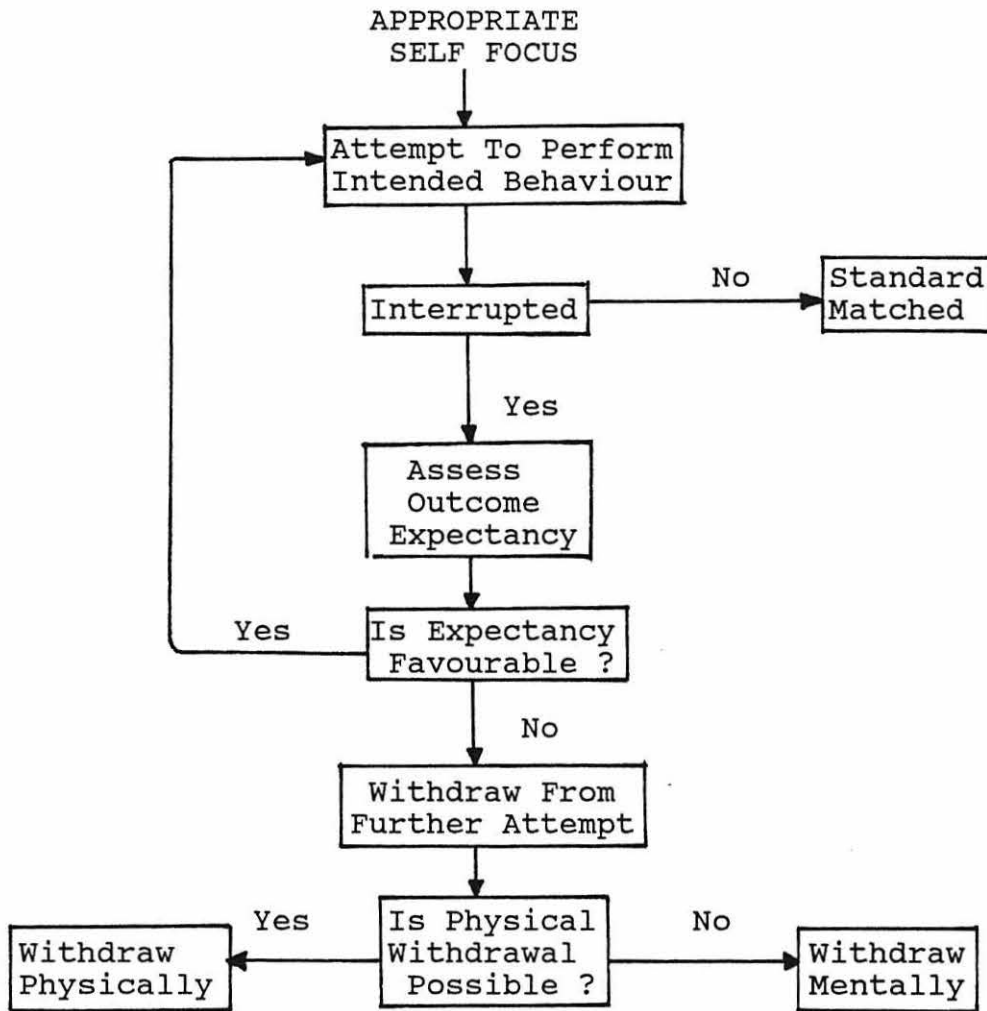 APPROPRIATE
SELF FOCUS
Attempt To Perform
Intended Behaviour
Interrupted
No
Standard
Matched
Yes
Assess
Outcome
Expectancy
Yes
Is Expectancy
Favourable ?
No
Withdraw From
Further Attempt
Yes
Is Physical
Withdrawal
Possible ?
No
Withdraw
Physically
Withdraw
Mentally